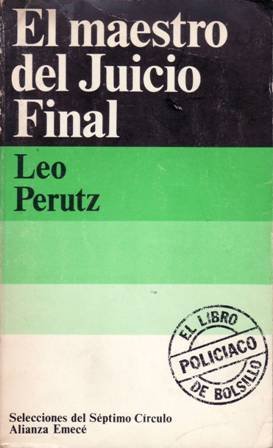 El maestro
del Juicio
Final
Leo
Perutz
EL LIBRO
POLICIACO
DE BOLSILLO
Selecciones del Séptimo Círculo
Alianza Emecé